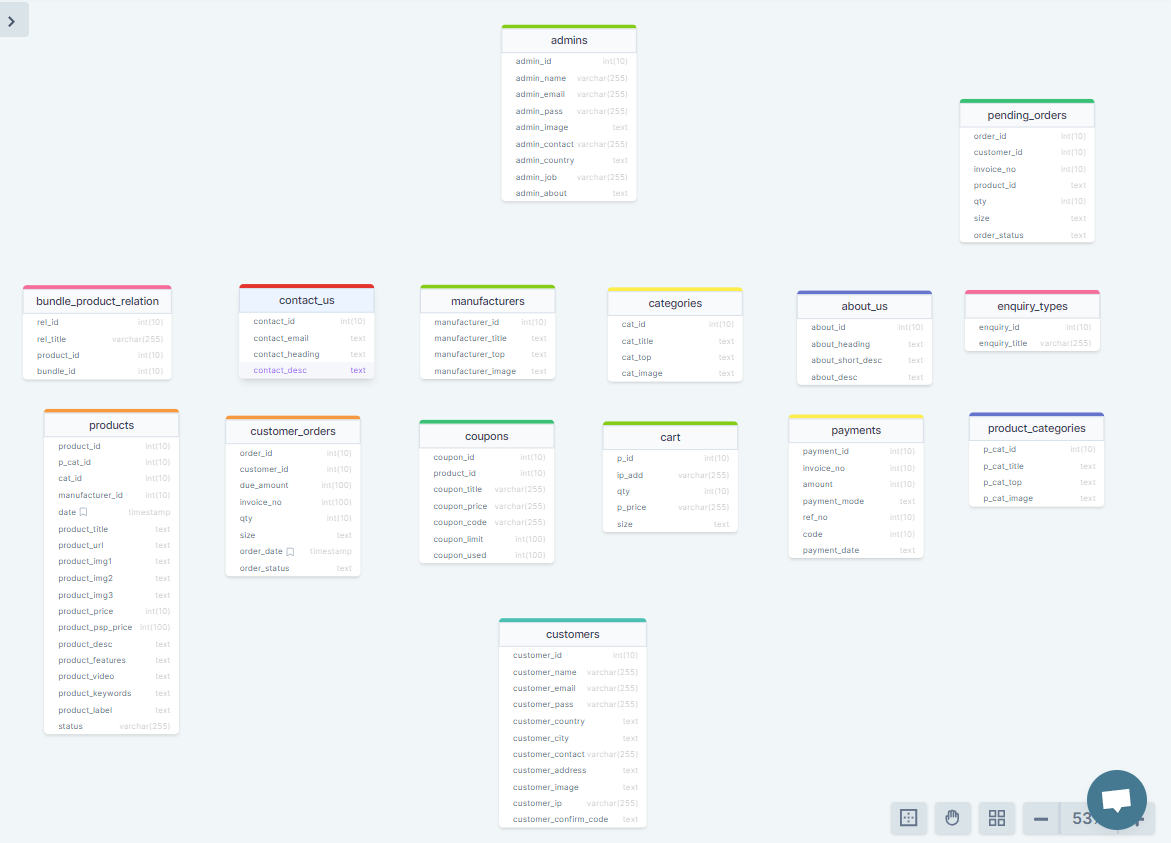 admins
admin_id int(10)
admin_name varchar(255)
admin_email varchar(255)
admin_pass varchar(255)
admin_image text
admin_contact varchar(255)
admin_country text
admin_job varchar(255)
admin_about text
pending_orders
order_id int(10)
customer_id int(10)
invoice_no int(10)
product_id text
qty int(10)
size text
order_status text
bundle_product_relation
rel_id int(10)
rel_title varchar(255)
product_id int(10)
bundle_id int(10)
contact_us
contact_id int(10)
contact_email text
contact_heading text
contact_desc text
manufacturers
manufacturer_id int(10)
manufacturer_title text
manufacturer_top text
manufacturer_image text
categories
cat_id int(10)
cat_title text
cat_top text
cat_image text
about_us
about_id int(10)
about_heading text
about_short_desc text
about_desc text
enquiry_types
enquiry_id int(10)
enquiry_title varchar(255)
products
product_id int(10)
p_cat_id int(10)
cat_id int(10)
manufacturer_id int(10)
date timestamp
product_title text
product_url text
product_img1 text
product_img2 text
product_img3 text
product_price int(10)
product_psp_price int(100)
product_desc text
product_features text
product_video text
product_keywords text
product_label text
status varchar(255)
customer_orders
order_id int(10)
customer_id int(10)
due_amount int(100)
invoice_no int(100)
qty int(10)
size text
order_date timestamp
order_status text
coupons
coupon_id int(10)
product_id int(10)
coupon_title varchar(255)
coupon_price varchar(255)
coupon_code varchar(255)
coupon_limit int(100)
coupon_used int(100)
cart
p_id int(10)
ip_add varchar(255)
qty int(10)
p_price varchar(255)
size text
payments
payment_id int(10)
invoice_no int(10)
amount int(10)
payment_mode text
ref_no int(10)
code int(10)
payment_date text
product_categories
p_cat_id int(10)
p_cat_title text
p_cat_top text
p_cat_image text
customers
customer_id int(10)
customer_name varchar(255)
customer_email varchar(255)
customer_pass varchar(255)
customer_country text
customer_city text
customer_contact varchar(255)
customer_address text
customer_image text
customer_ip varchar(255)
customer_confirm_code text